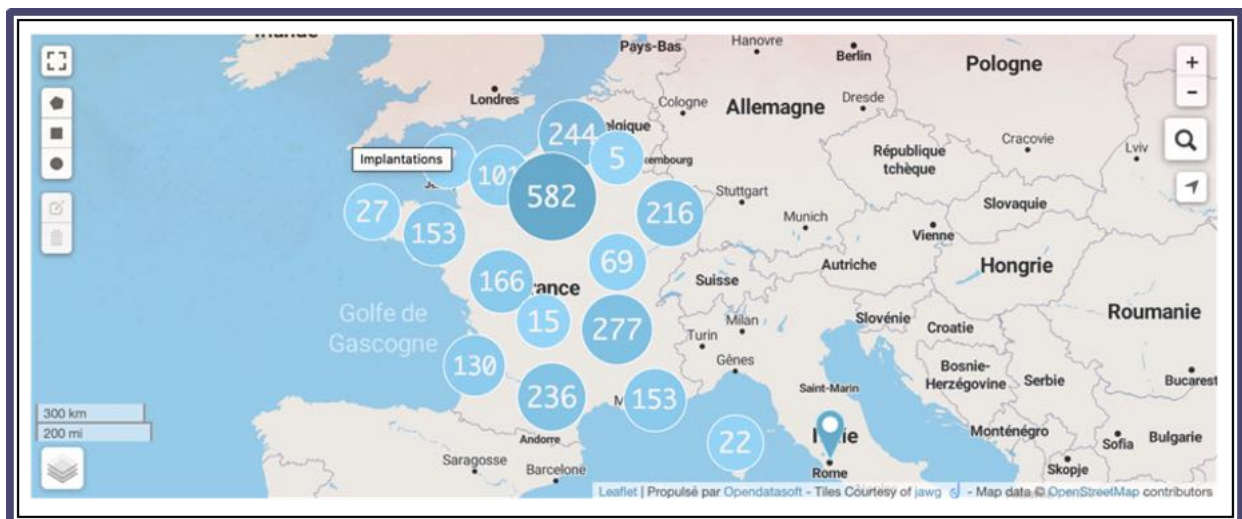 Irlande
Pays-Bas
Hanovre
Berlin
Pologne
Londres
Cologne
Allemagne
Dresde
244
elgique
Implantations
101
5
xembourg
Cracovie
Lviv
République
tchèque
582
27
153
216
Stuttgart
Slovaquie
Munich
Vienne
69
166
rance
Suisse
Autriche
Hongrie
Golfe de
Gascogne
15
277
Milan
Turin
Slovénie
Croatie
Roumanie
130
Gênes
Bosnie-
Herzégovine
Serbie
Bucarest
236
M
153
Saint-Marin
300 km
200 mi
Andorre
22
Monténégro
Sofia
Bulgarie
Saragosse
Barcelone
Rome
Skopje
Leaflet | Propulsé par Opendatasoft - Tiles Courtesy of jawg - Map data © OpenStreetMap contributors